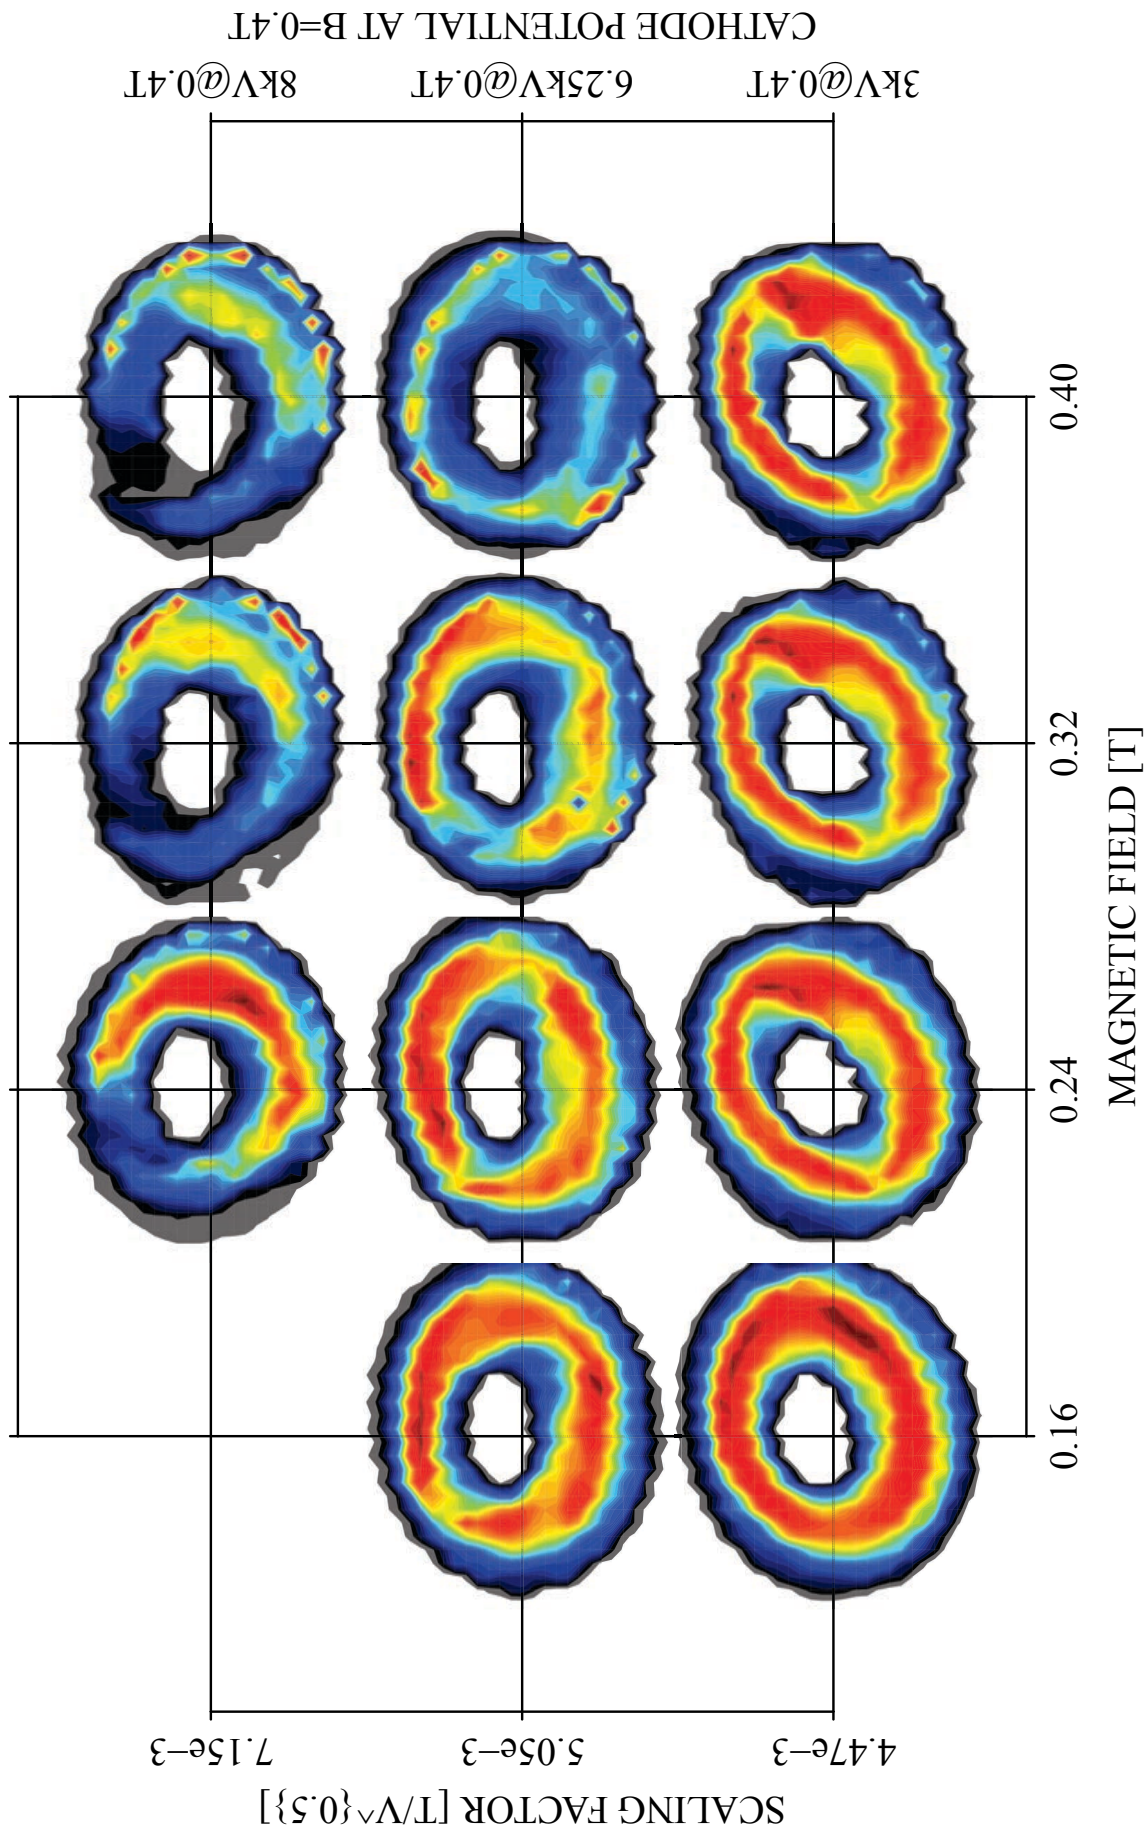 CATHODE POTENTIAL AT B=0.4T
8kV@0.4T
6.25kV@0.4T
3kV@0.4T
0.40
0.32
0.24
0.16
MAGNETIC FIELD [T]
7.15e−3
5.05e−3
4.47e−3
SCALING FACTOR [T/V^{0.5}]